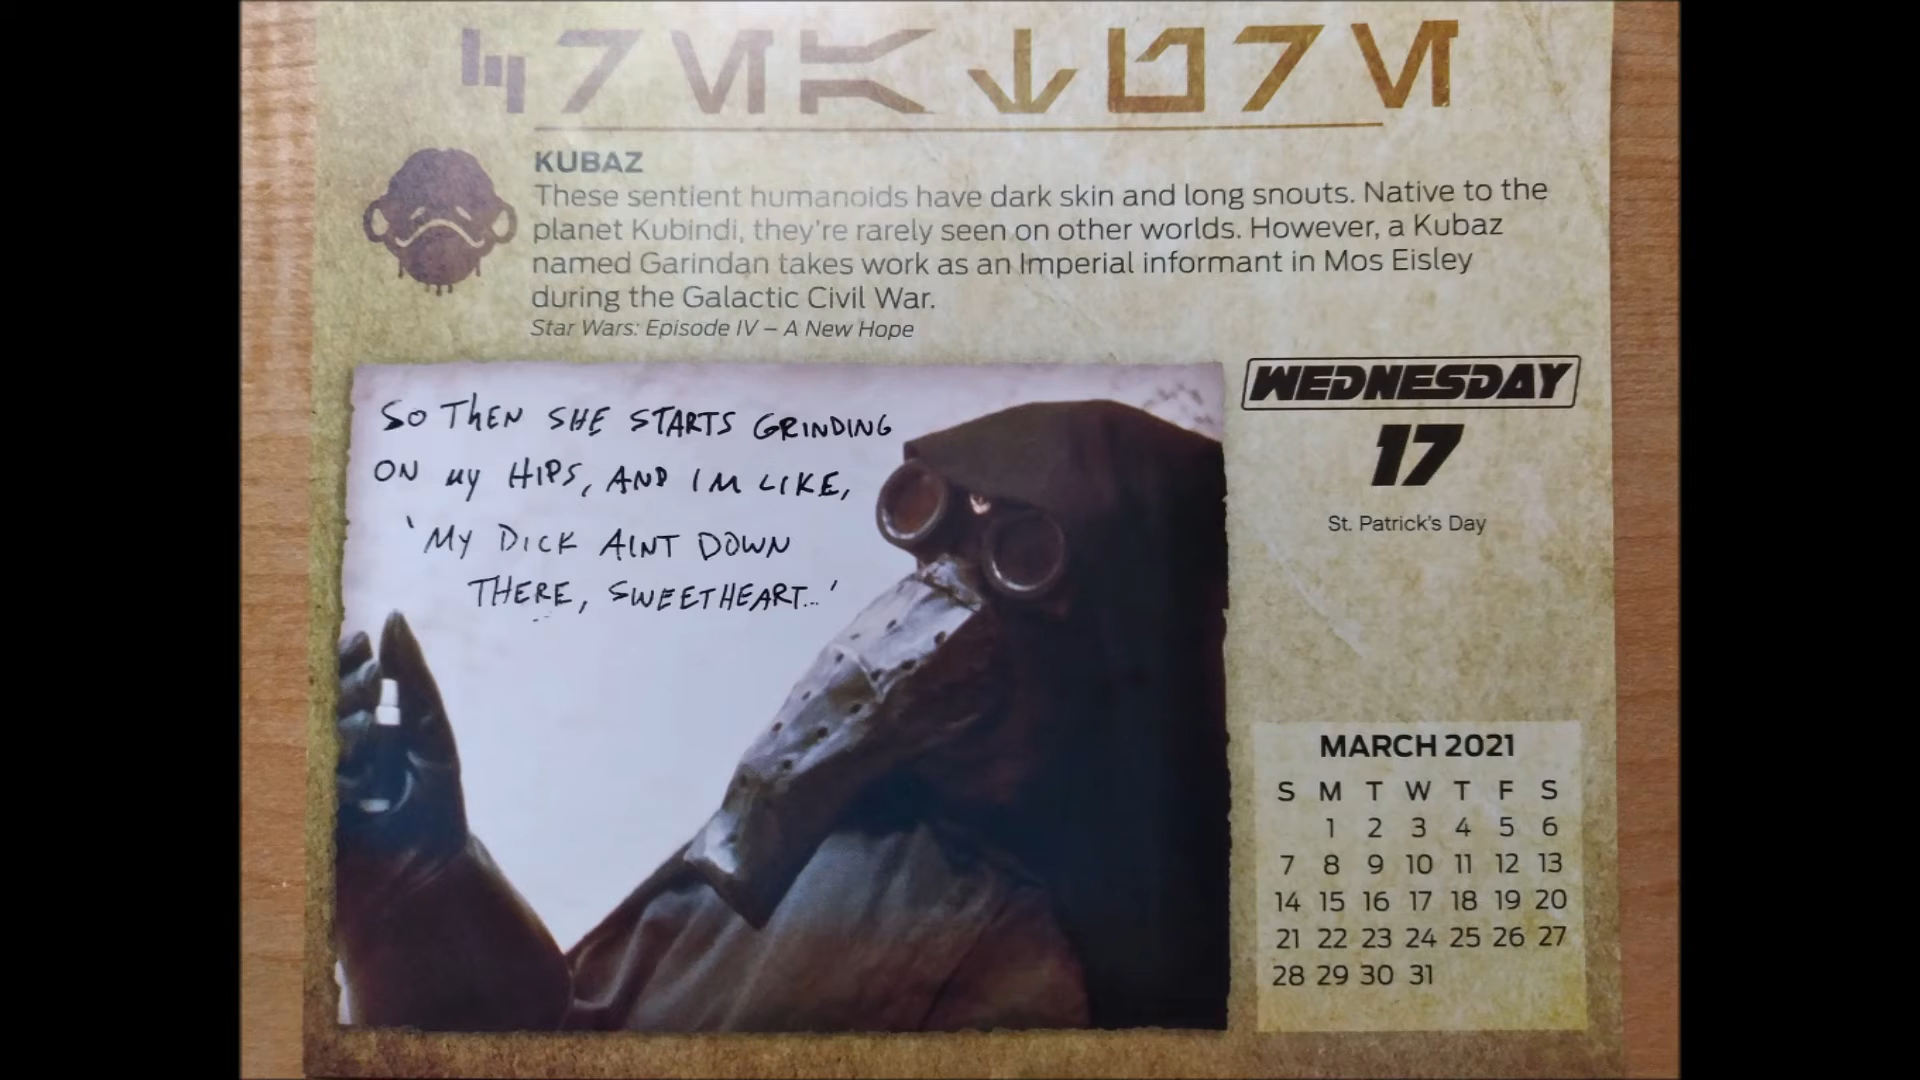 KUBAZ
These sentient humanoids have dark skin and long snouts. Native to the
planet Kubindi, they're rarely seen on other worlds. However, a Kubaz
named Garindan takes work as an Imperial informant in Mos Eisley
during the Galactic Civil War.
Star Wars: Episode IV – A New Hope
SO THEN SHE STARTS GRINDING
ON MY HIPS, AND IM LIKE,
'MY DICK AINT DOWN
THERE, SWEETHEART...'
WEDNESDAY
17
St. Patrick's Day
MARCH 2021
S M T W T F S
1 2 3 4 5 6
7 8 9 10 11 12 13
14 15 16 17 18 19 20
21 22 23 24 25 26 27
28 29 30 31